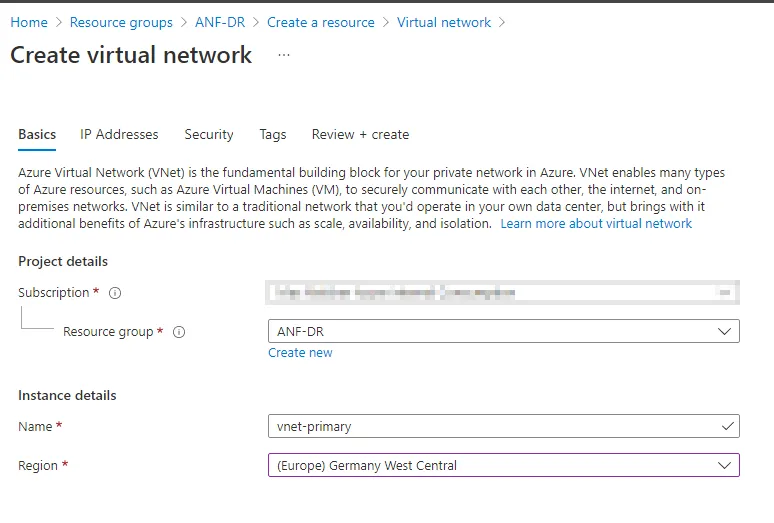 Home > Resource groups > ANF-DR > Create a resource > Virtual network >
Create virtual network ...
Basics IP Addresses Security Tags Review + create
Azure Virtual Network (VNet) is the fundamental building block for your private network in Azure. VNet enables many types
of Azure resources, such as Azure Virtual Machines (VM), to securely communicate with each other, the internet, and on-
premises networks. VNet is similar to a traditional network that you'd operate in your own data center, but brings with it
additional benefits of Azure's infrastructure such as scale, availability, and isolation. Learn more about virtual network
Project details
Subscription *
Resource group * ANF-DR
Create new
Instance details
Name * vnet-primary
Region * (Europe) Germany West Central